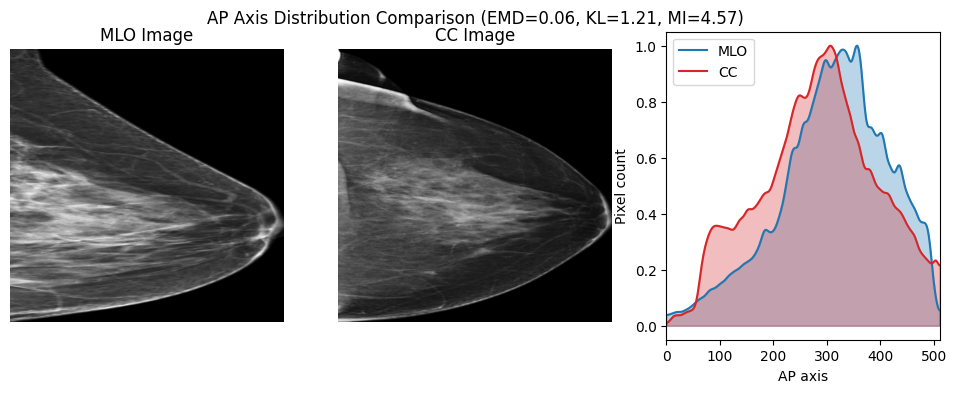 AP Axis Distribution Comparison (EMD=0.06, KL=1.21, MI=4.57)
MLO Image
CC Image
MLO
CC
1.0
0.8
0.6
0.4
0.2
0.0
Pixel count
0 100 200 300 400 500
AP axis